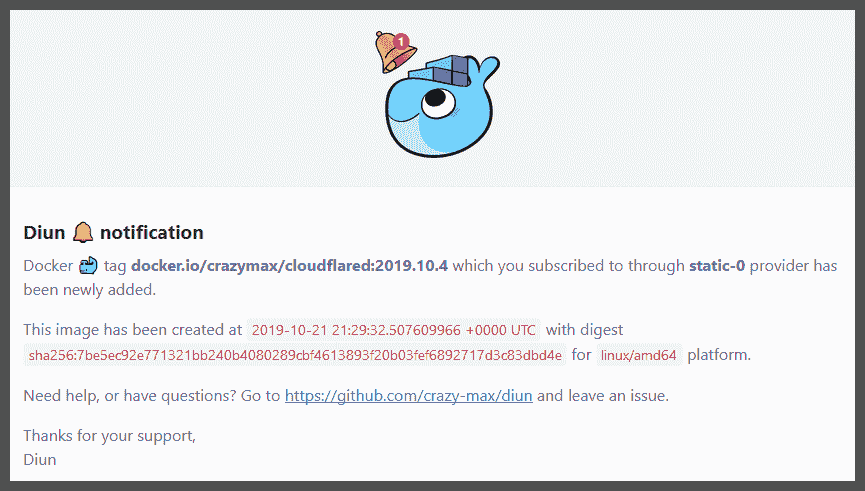 1
Diun 🔔 notification
Docker 🐳 tag docker.io/crazymax/cloudflared:2019.10.4 which you subscribed to through static-0 provider has
been newly added.
This image has been created at 2019-10-21 21:29:32.507609966 +0000 UTC with digest
sha256:7be5ec92e771321bb240b4080289cbf4613893f20b03fef6892717d3c83dbd4e for linux/amd64 platform.
Need help, or have questions? Go to https://github.com/crazy-max/diun and leave an issue.
Thanks for your support,
Diun